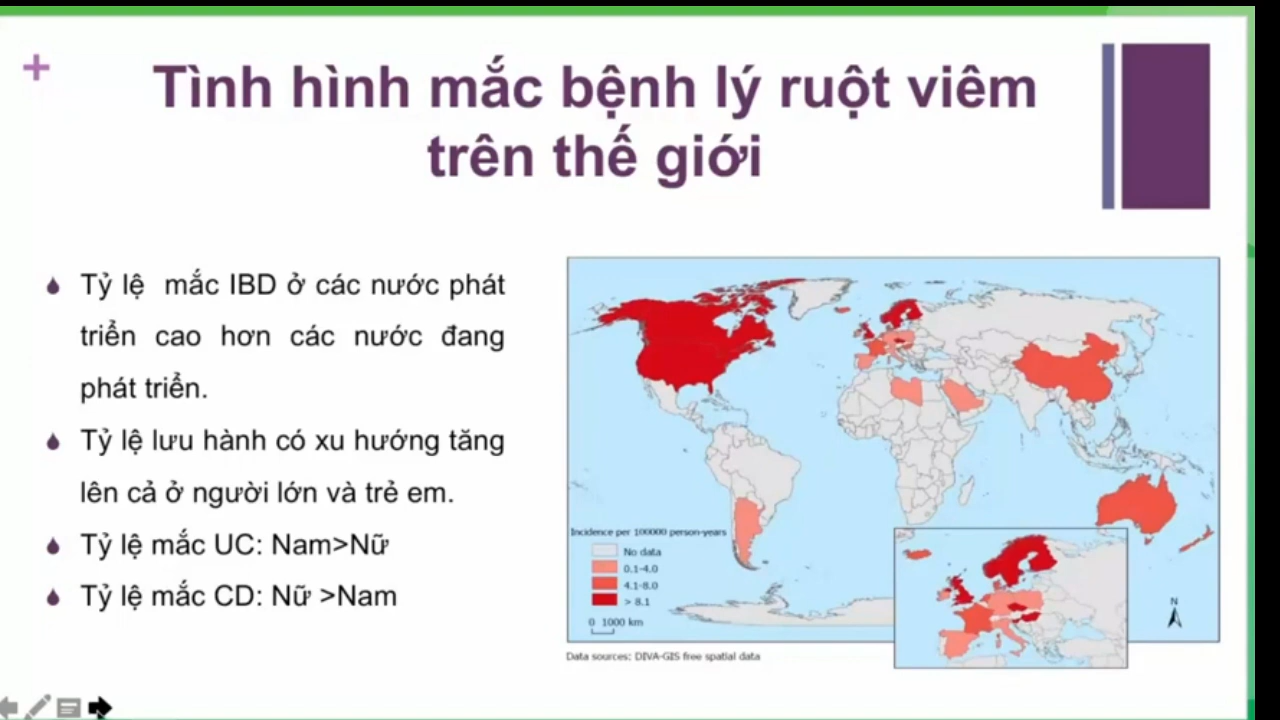 Tình hình mắc bệnh lý ruột viêm
trên thế giới
Tỷ lệ mắc IBD ở các nước phát
triển cao hơn các nước đang
phát triển.
Tỷ lệ lưu hành có xu hướng tăng
lên cả ở người lớn và trẻ em.
Tỷ lệ mắc UC: Nam>Nữ
Tỷ lệ mắc CD: Nữ >Nam
Incidence per 100000 person-years
No data
0.1-4.0
4.1-8.0
> 8.1
0 1000 km
N
Data sources: DIVA-GIS free spatial data